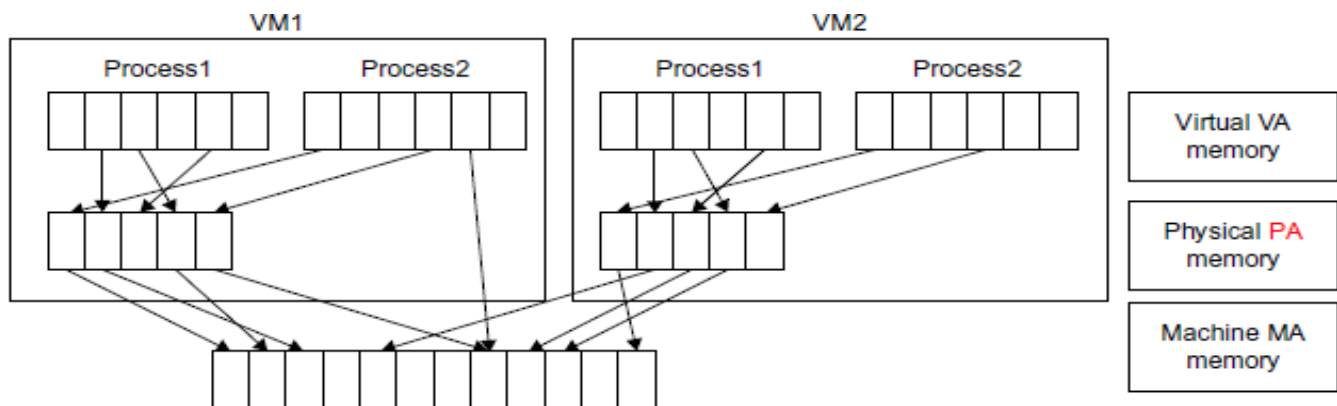 VM1
VM2
Process1
Process2
Process1
Process2
Virtual VA
memory
Physical PA
memory
Machine MA
memory